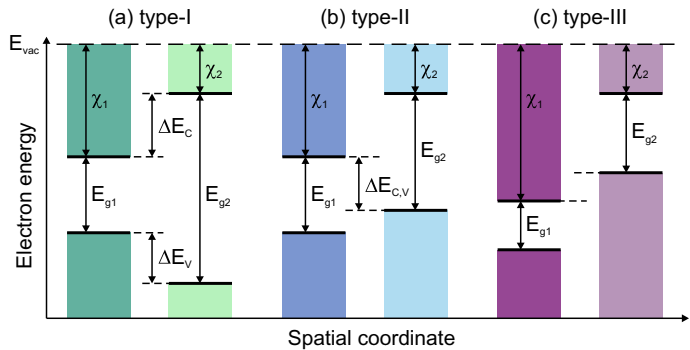 (a) type-I
(b) type-II
(c) type-III
E_vac
χ₁
χ₂
ΔE_C
E_g1
E_g2
ΔE_V
χ₁
χ₂
E_g1
ΔE_C,V
E_g2
χ₁
χ₂
E_g2
E_g1
Electron energy
Spatial coordinate